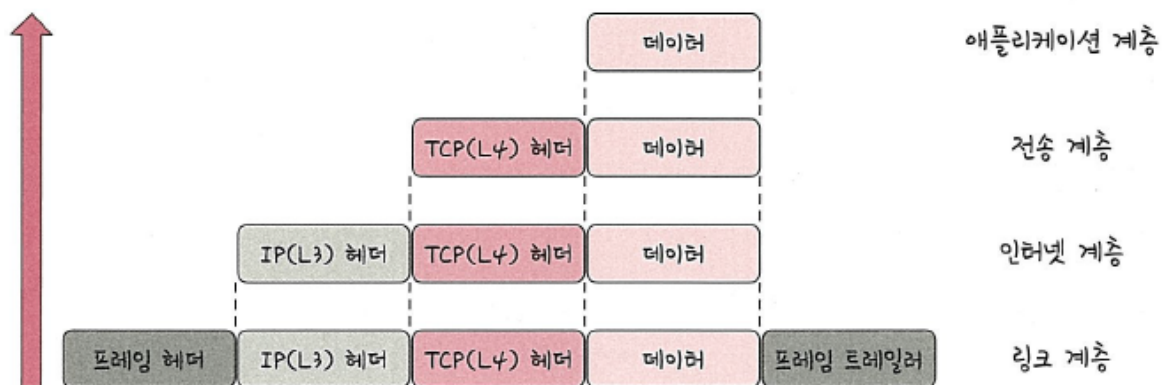 데이터 애플리케이션 계층
TCP(L4) 헤더 데이터 전송 계층
IP(L3) 헤더 TCP(L4) 헤더 데이터 인터넷 계층
프레임 헤더 IP(L3) 헤더 TCP(L4) 헤더 데이터 프레임 트레일러 링크 계층